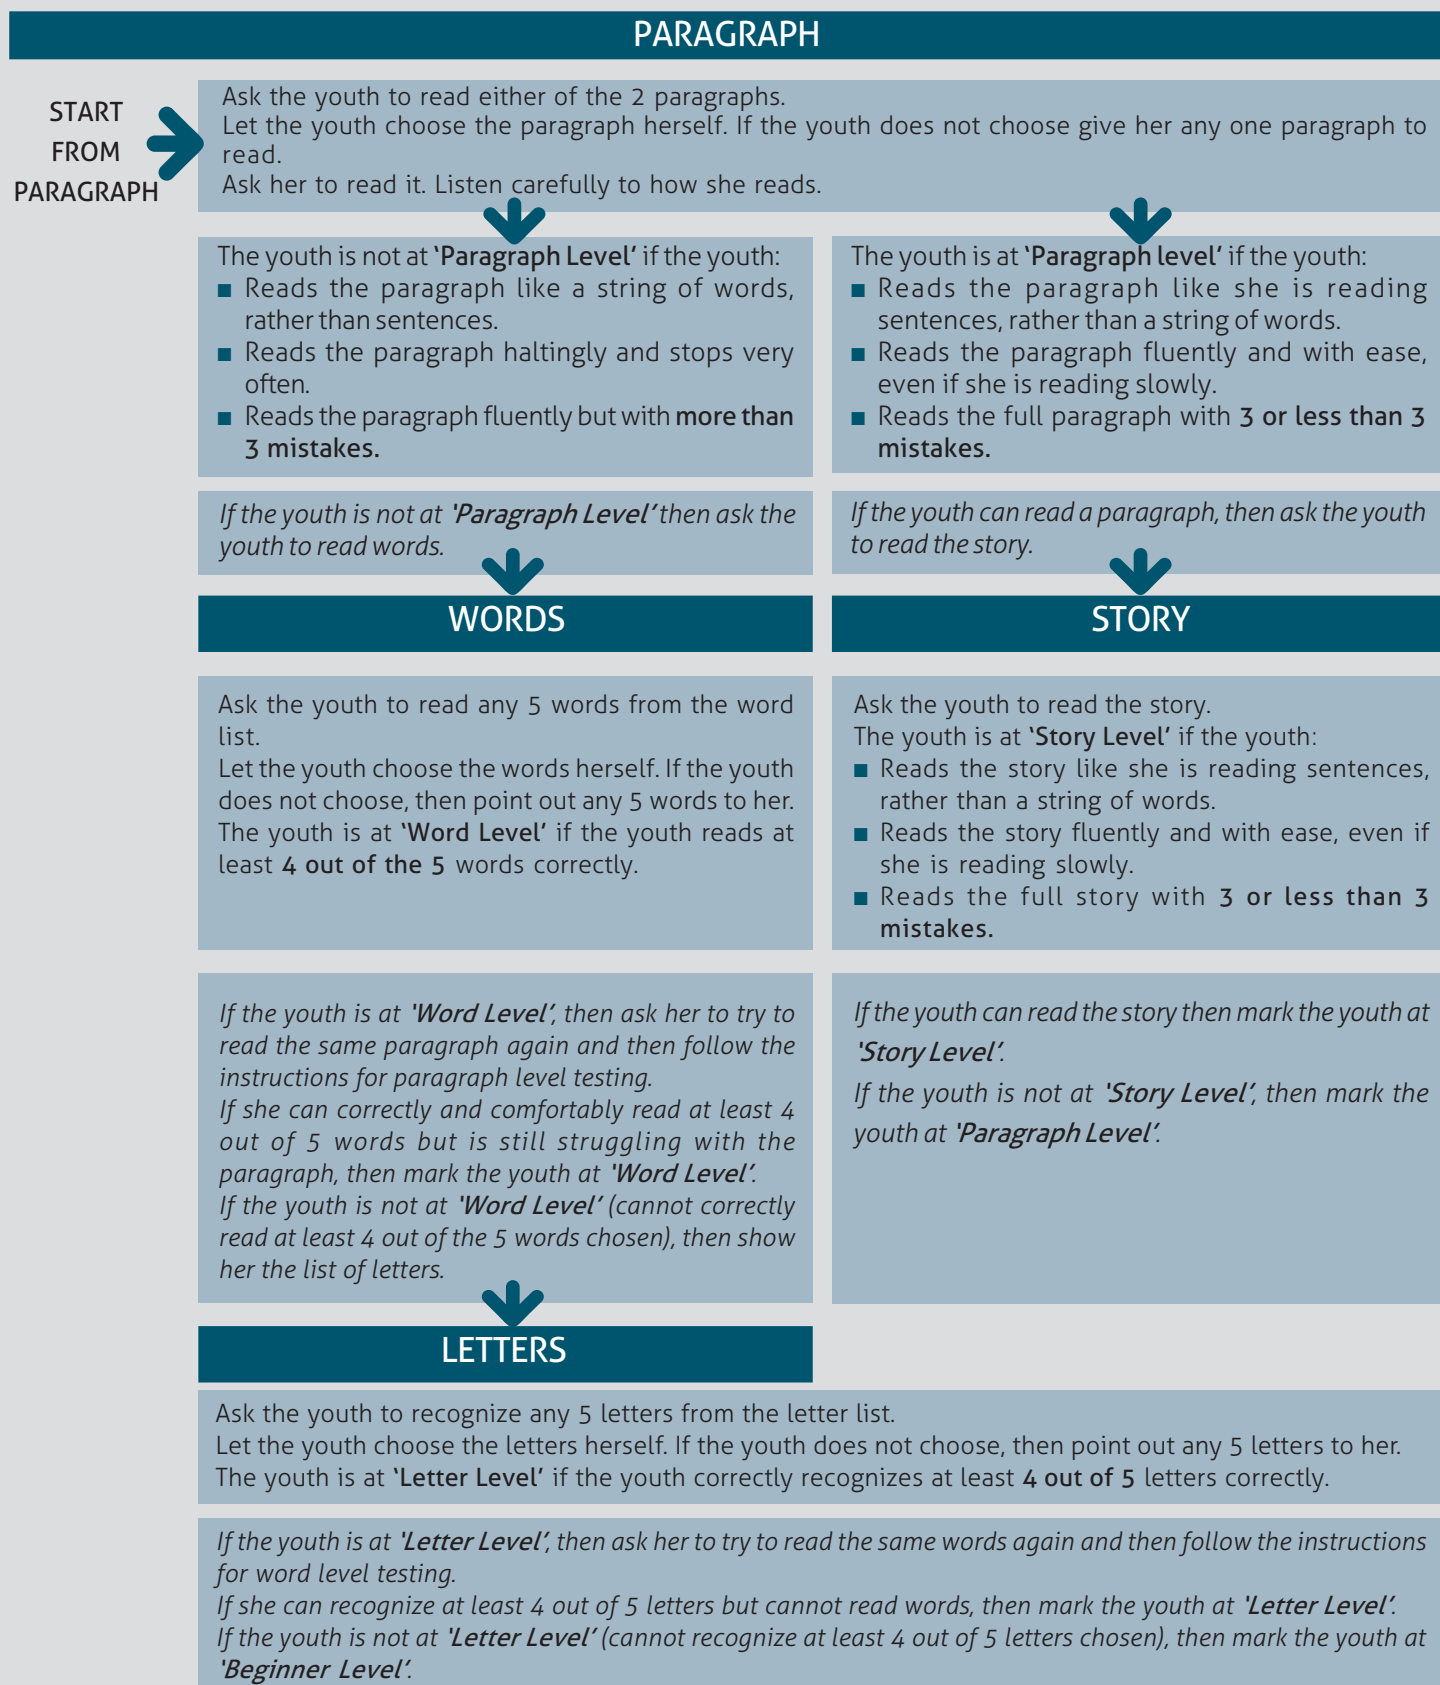 PARAGRAPH
START
FROM
PARAGRAPH
Ask the youth to read either of the 2 paragraphs.
Let the youth choose the paragraph herself. If the youth does not choose give her any one paragraph to
read.
Ask her to read it. Listen carefully to how she reads.
The youth is not at ‘Paragraph Level’ if the youth:
■ Reads the paragraph like a string of words,
rather than sentences.
■ Reads the paragraph haltingly and stops very
often.
■ Reads the paragraph fluently but with more than
3 mistakes.
If the youth is not at ‘Paragraph Level’ then ask the
youth to read words.
The youth is at ‘Paragraph level’ if the youth:
■ Reads the paragraph like she is reading
sentences, rather than a string of words.
■ Reads the paragraph fluently and with ease,
even if she is reading slowly.
■ Reads the full paragraph with 3 or less than 3
mistakes.
If the youth can read a paragraph, then ask the youth
to read the story.
WORDS
Ask the youth to read any 5 words from the word
list.
Let the youth choose the words herself. If the youth
does not choose, then point out any 5 words to her.
The youth is at ‘Word Level’ if the youth reads at
least 4 out of the 5 words correctly.
If the youth is at ‘Word Level’, then ask her to try to
read the same paragraph again and then follow the
instructions for paragraph level testing.
If she can correctly and comfortably read at least 4
out of 5 words but is still struggling with the
paragraph, then mark the youth at ‘Word Level’.
If the youth is not at ‘Word Level’ (cannot correctly
read at least 4 out of the 5 words chosen), then show
her the list of letters.
STORY
Ask the youth to read the story.
The youth is at ‘Story Level’ if the youth:
■ Reads the story like she is reading sentences,
rather than a string of words.
■ Reads the story fluently and with ease, even if
she is reading slowly.
■ Reads the full story with 3 or less than 3
mistakes.
If the youth can read the story then mark the youth at
‘Story Level’.
If the youth is not at ‘Story Level’, then mark the
youth at ‘Paragraph Level’.
LETTERS
Ask the youth to recognize any 5 letters from the letter list.
Let the youth choose the letters herself. If the youth does not choose, then point out any 5 letters to her.
The youth is at ‘Letter Level’ if the youth correctly recognizes at least 4 out of 5 letters correctly.
If the youth is at ‘Letter Level’, then ask her to try to read the same words again and then follow the instructions
for word level testing.
If she can recognize at least 4 out of 5 letters but cannot read words, then mark the youth at ‘Letter Level’.
If the youth is not at ‘Letter Level’ (cannot recognize at least 4 out of 5 letters chosen), then mark the youth at
‘Beginner Level’.